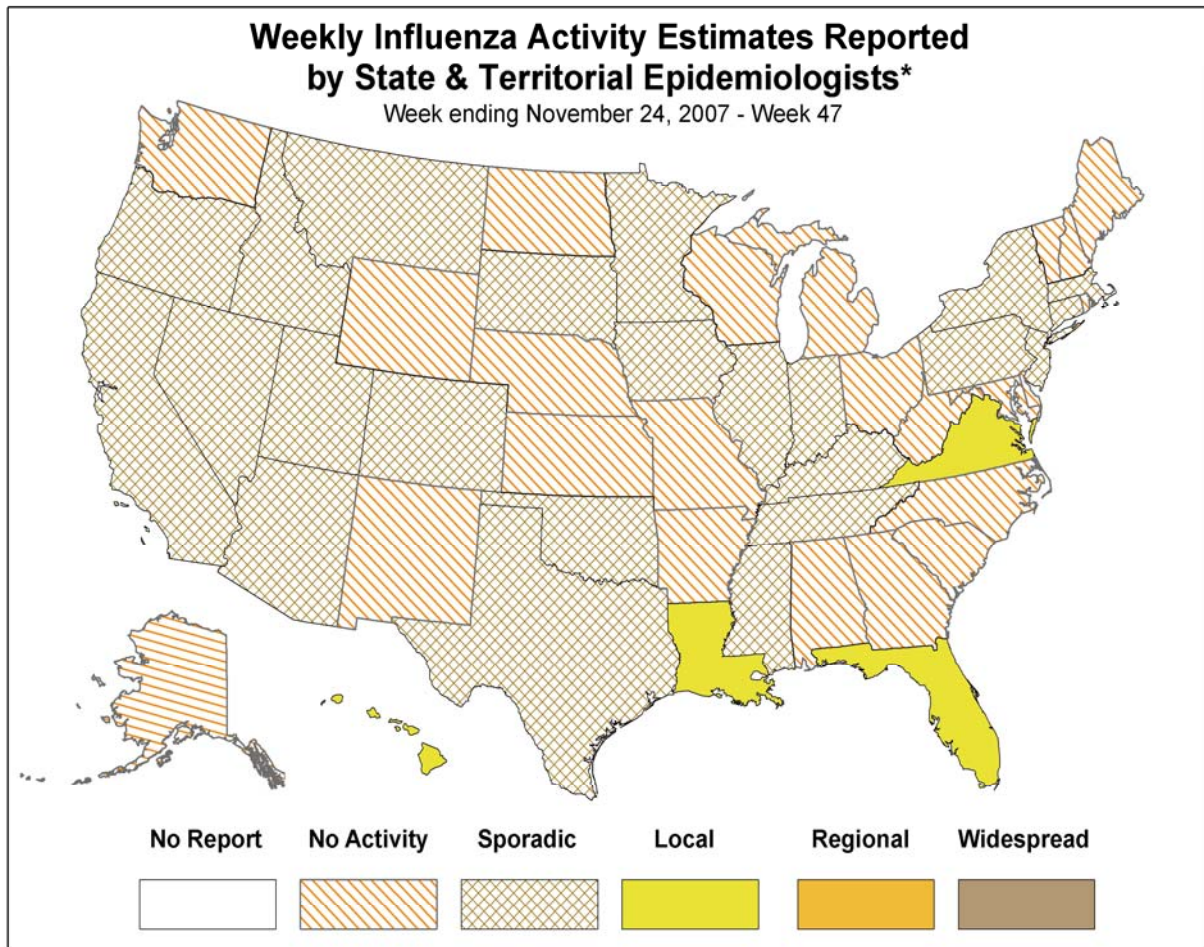 Weekly Influenza Activity Estimates Reported
by State & Territorial Epidemiologists*
Week ending November 24, 2007 - Week 47
No Report No Activity Sporadic Local Regional Widespread